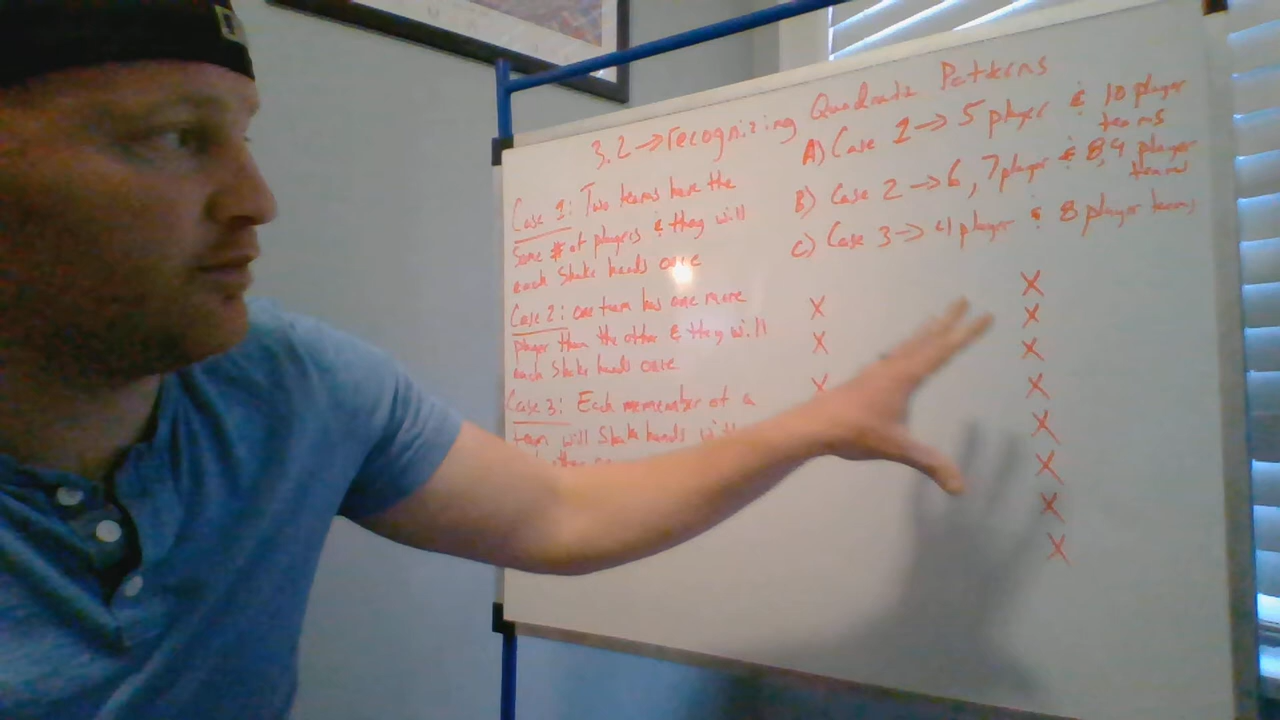 3.2 → recognizing Quadratic Patterns
Case 1: Two teams have the
Same # of players & they will
each Shake hands once
Case 2: one team has one more
player than the other & they will
each Shake hands once
Case 3: Each memember of a
team will Shake hands
A) Case 1 → 5 player & 10 player
teams
B) Case 2 → 6, 7 player & 8, 9 player
teams
C) Case 3 → 4 player & 8 player teams
X
X
X
X
X
X
X
X
X
X
X